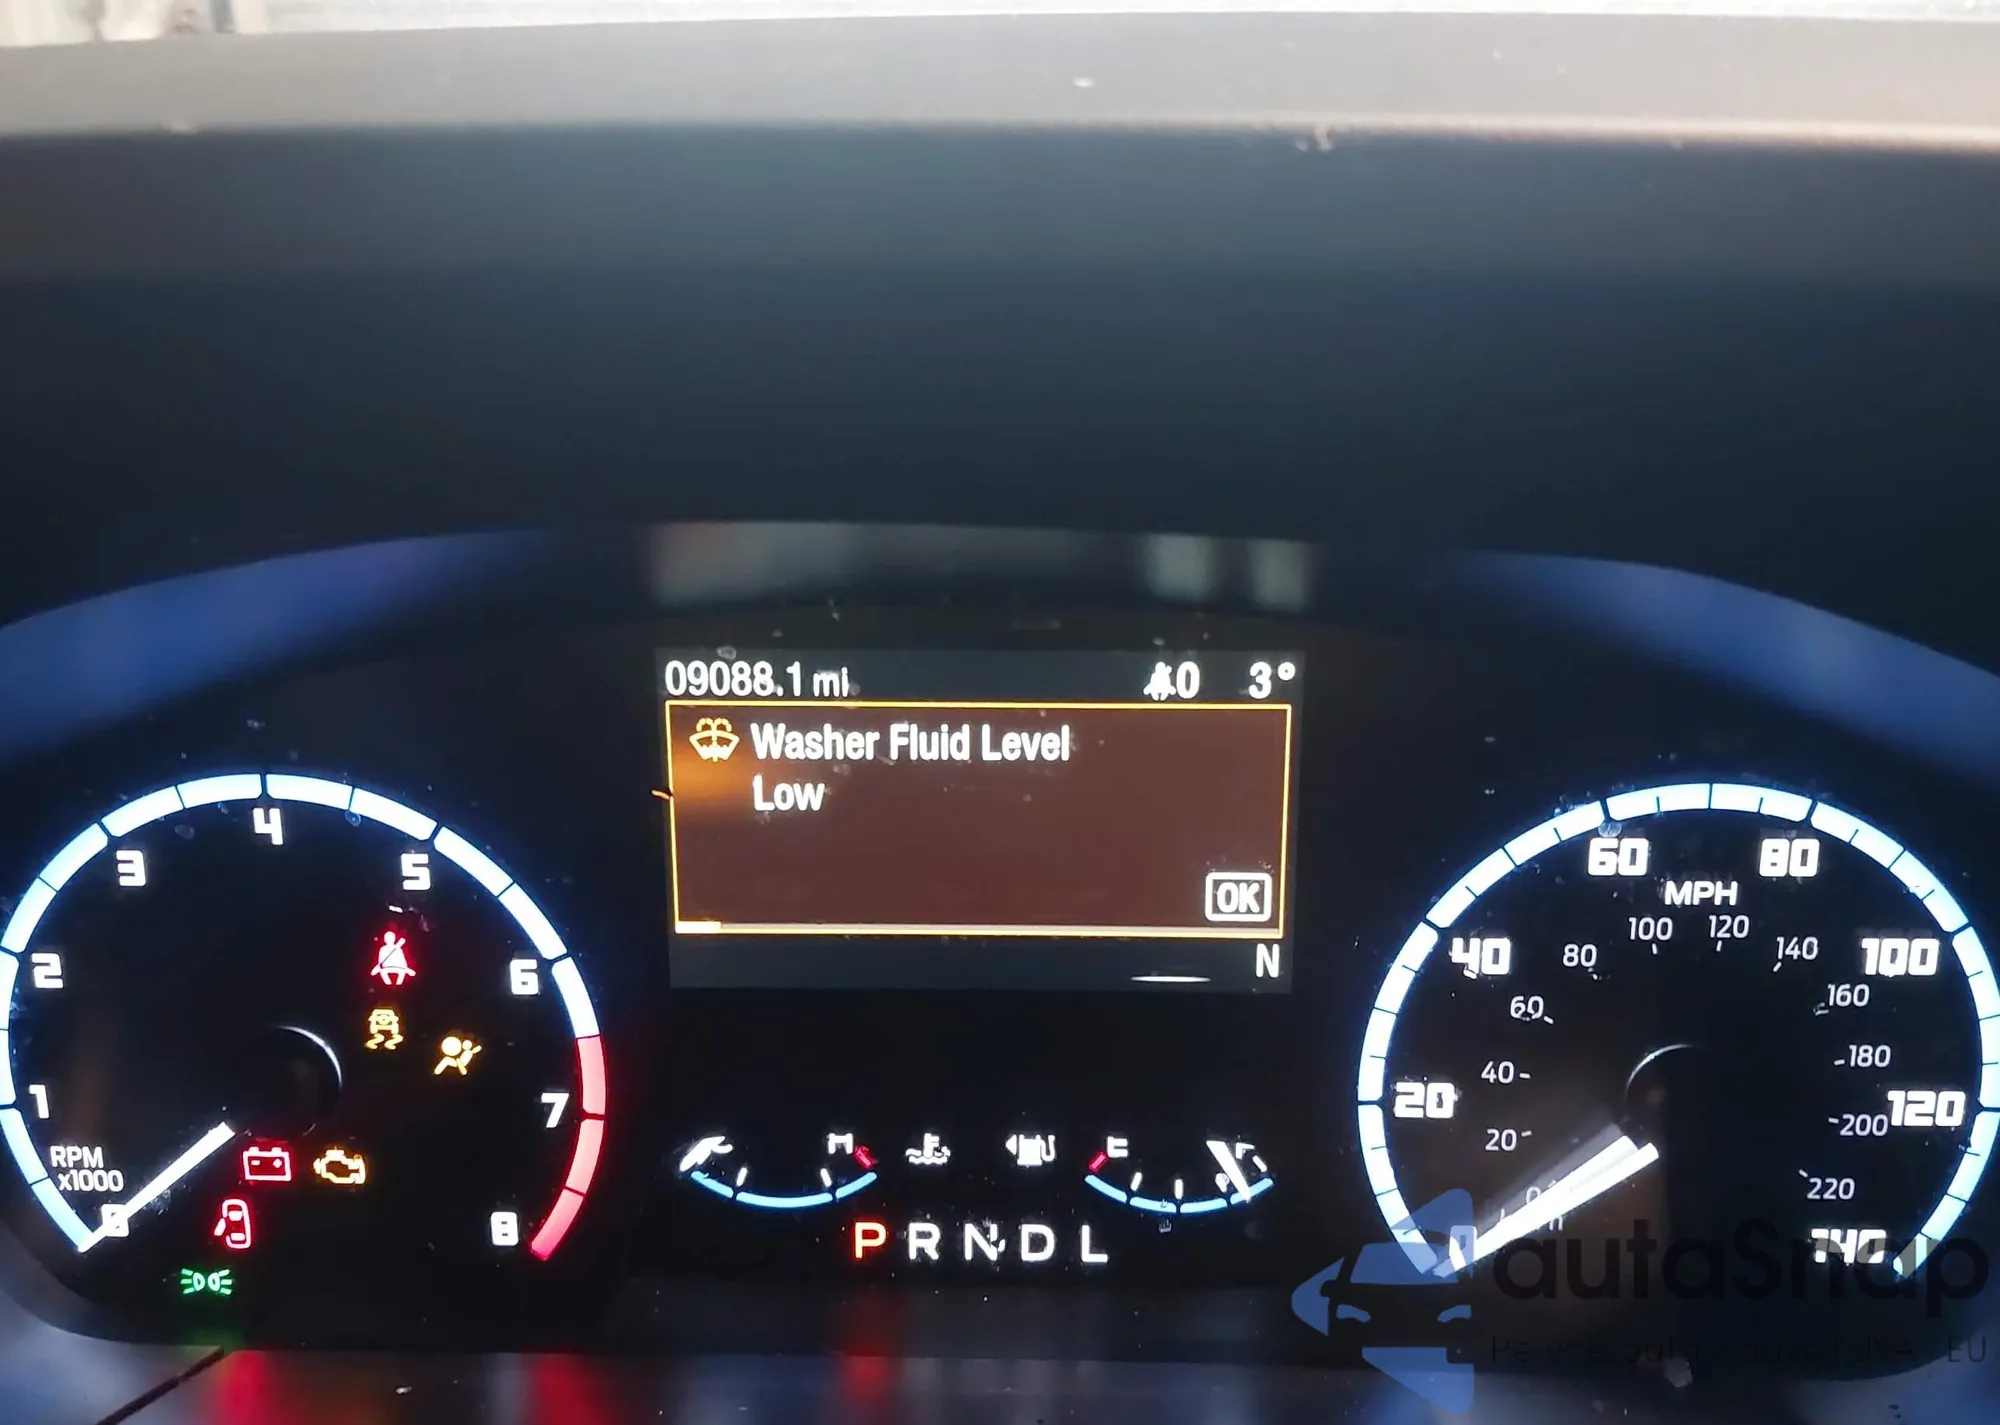 09088.1 mi 0 3°
Washer Fluid Level
Low
OK
N
0 1 2 3 4 5 6 7 8
RPM
x1000
H
E F
P R N D L
20 40 60 80 100 120 140
MPH
0 20 40 60 80 100 120 140 160 180 200 220
autaSnap